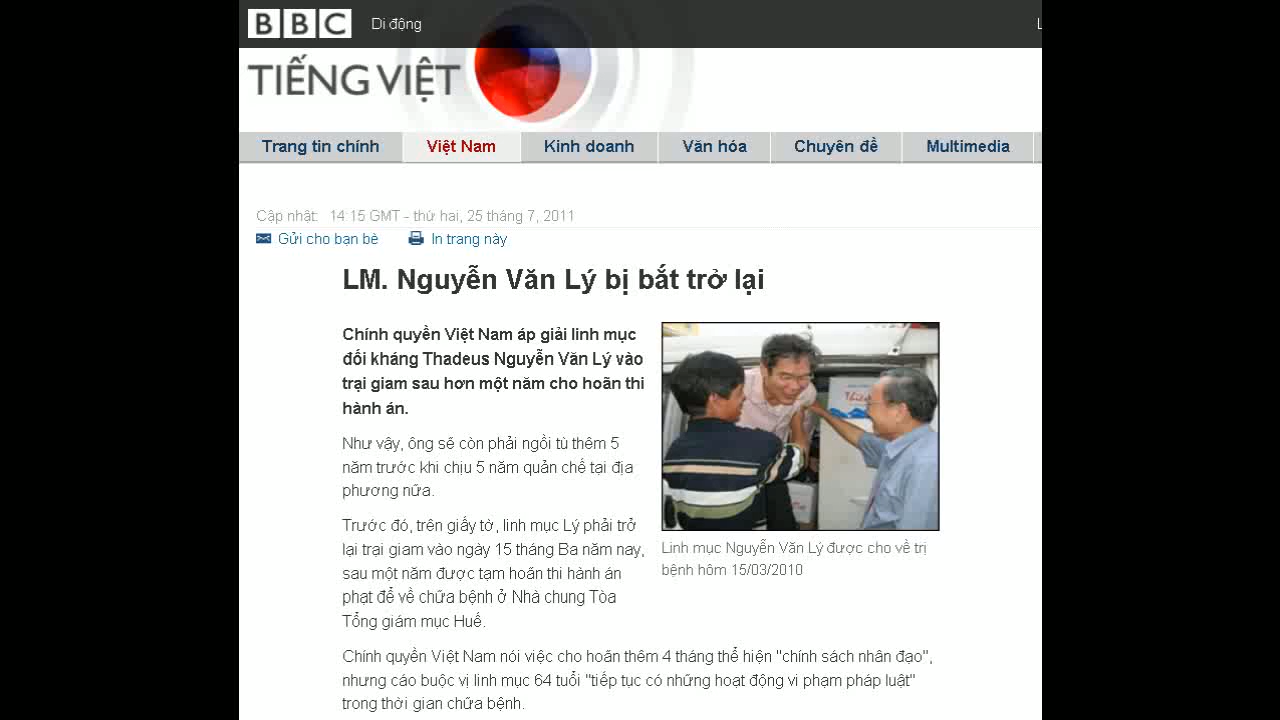 BBC Di động
TIẾNG VIỆT
Trang tin chính Việt Nam Kinh doanh Văn hóa Chuyên đề Multimedia
Cập nhật: 14:15 GMT - thứ hai, 25 tháng 7, 2011
Gửi cho bạn bè In trang này
LM. Nguyễn Văn Lý bị bắt trở lại
Chính quyền Việt Nam áp giải linh mục
đối kháng Thadeus Nguyễn Văn Lý vào
trại giam sau hơn một năm cho hoãn thi
hành án.
Như vậy, ông sẽ còn phải ngồi tù thêm 5
năm trước khi chịu 5 năm quản chế tại địa
phương nữa.
Trước đó, trên giấy tờ, linh mục Lý phải trở
lại trại giam vào ngày 15 tháng Ba năm nay,
sau một năm được tạm hoãn thi hành án
phạt để về chữa bệnh ở Nhà chung Tòa
Tổng giám mục Huế.
Linh mục Nguyễn Văn Lý được cho về trị
bệnh hôm 15/03/2010
Chính quyền Việt Nam nói việc cho hoãn thêm 4 tháng thể hiện "chính sách nhân đạo",
nhưng cáo buộc vị linh mục 64 tuổi "tiếp tục có những hoạt động vi phạm pháp luật"
trong thời gian chữa bệnh.